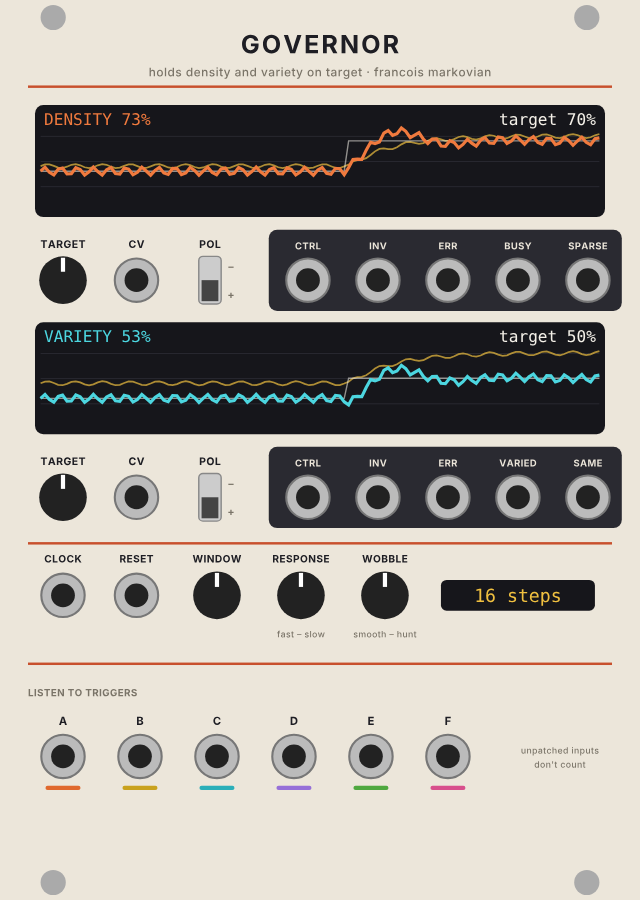 GOVERNOR
holds density and variety on target · francois markovian
DENSITY 73% target 70%
TARGET CV POL CTRL INV ERR BUSY SPARSE
–
+
VARIETY 53% target 50%
TARGET CV POL CTRL INV ERR VARIED SAME
–
+
CLOCK RESET WINDOW RESPONSE WOBBLE
16 steps
fast – slow smooth – hunt
LISTEN TO TRIGGERS
A B C D E F
unpatched inputs
don't count